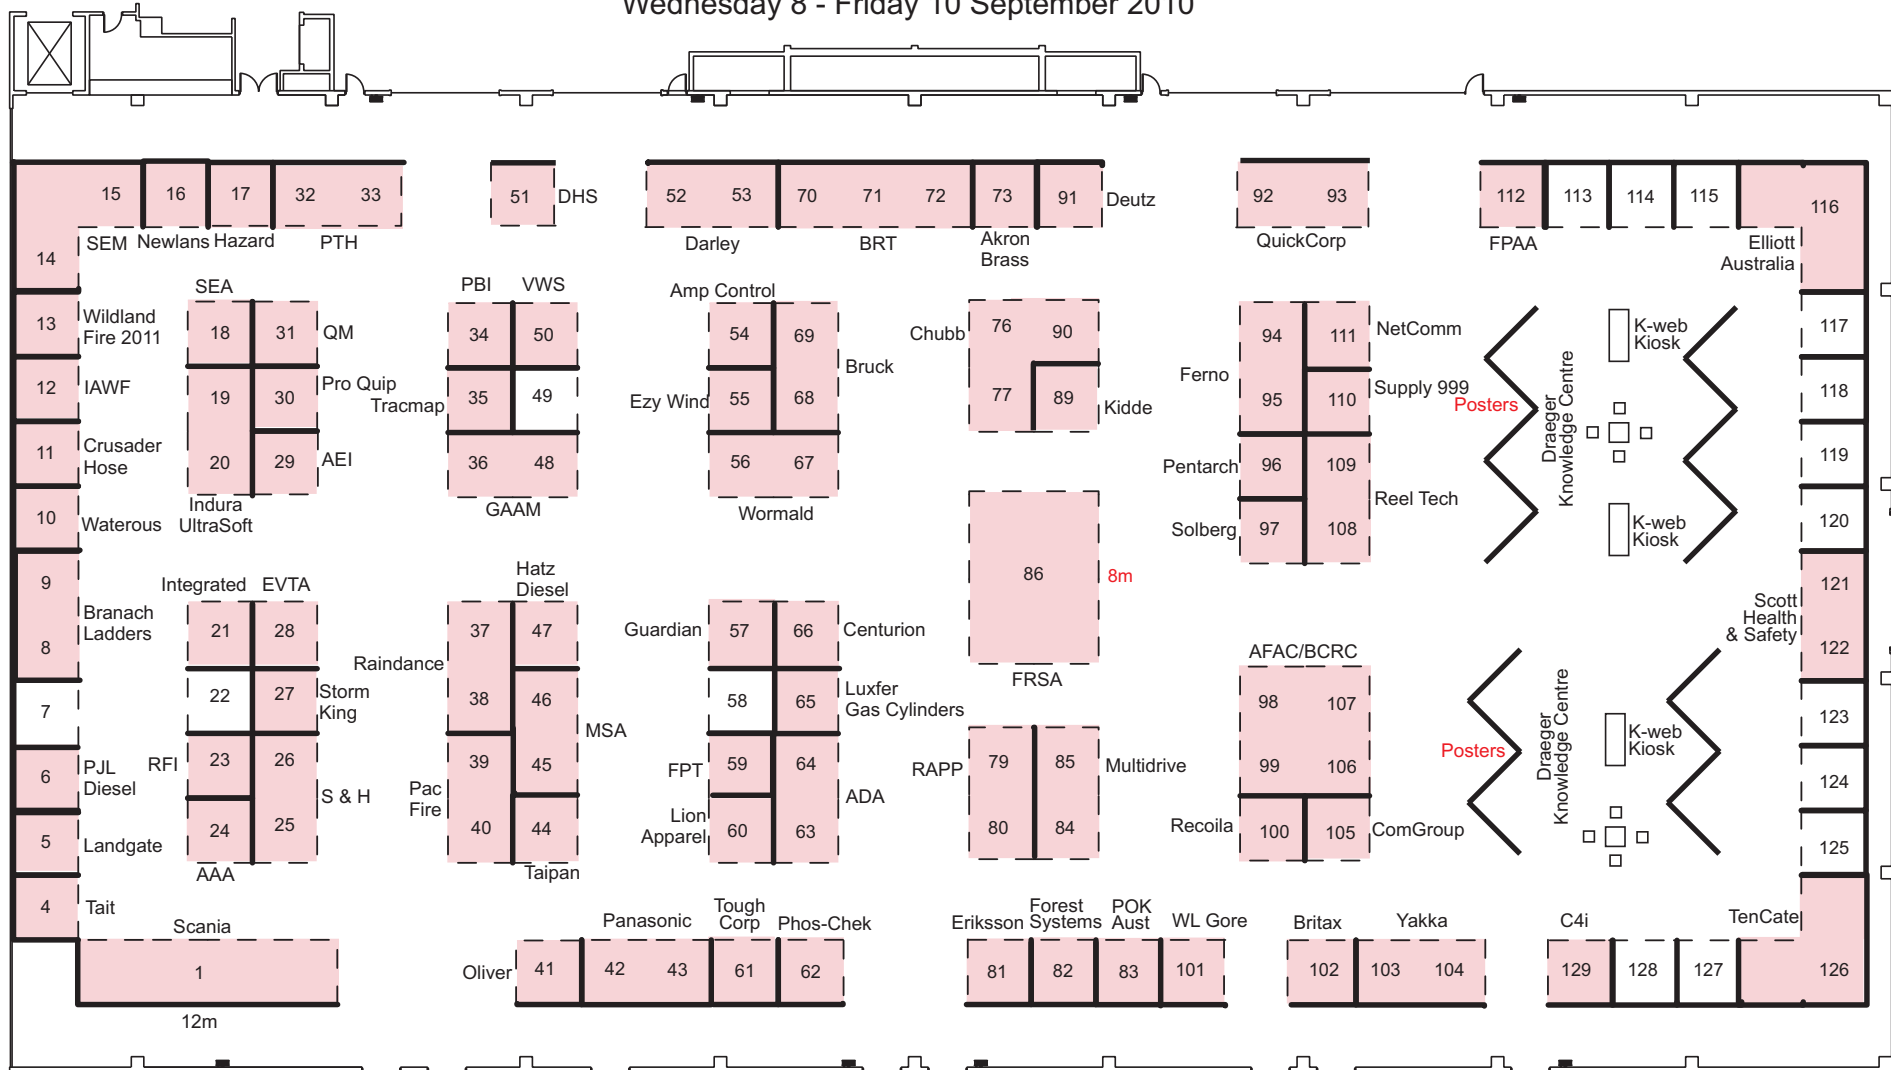 Wednesday 8 - Friday 10 September 2010
15
16
17
32
33
51
DHS
52
53
70
71
72
73
91
Deutz
92
93
112
113
114
115
116
SEM
Newlans
Hazard
PTH
Darley
BRT
Akron
Brass
QuickCorp
FPAA
Elliott
Australia
14
SEA
PBI
VWS
Amp Control
13
Wildland
Fire 2011
18
31
QM
34
50
54
69
Chubb
76
90
94
111
NetComm
K-web
Kiosk
117
12
IAWF
19
30
Pro Quip
Tracmap
35
49
Ezy Wind
55
68
Bruck
77
89
Kidde
Ferno
95
110
Supply 999
Posters
Draeger
Knowledge Centre
118
11
Crusader
Hose
20
29
AEI
36
48
56
67
Pentarch
96
109
119
Indura
UltraSoft
GAAM
Wormald
Reel Tech
10
Waterous
Solberg
97
108
K-web
Kiosk
120
86
8m
9
Branach
Ladders
8
Integrated
EVTA
Hatz
Diesel
121
Scott
Health
& Safety
122
21
28
37
47
Guardian
57
66
Centurion
Raindance
AFAC/BCRC
FRSA
7
22
27
Storm
King
38
46
58
65
Luxfer
Gas Cylinders
98
107
Draeger
Knowledge Centre
K-web
Kiosk
123
MSA
Posters
6
PJL
Diesel
RFI
23
26
39
45
FPT
59
64
RAPP
79
85
Multidrive
99
106
124
S & H
Pac
Fire
ADA
5
Landgate
24
25
40
44
Lion
Apparel
60
63
80
84
Recoila
100
105
ComGroup
125
AAA
Taipan
4
Tait
Scania
Panasonic
Tough
Corp
Phos-Chek
Eriksson
Forest
Systems
POK
Aust
WL Gore
Britax
Yakka
C4i
TenCate
1
Oliver
41
42
43
61
62
81
82
83
101
102
103
104
129
128
127
126
12m